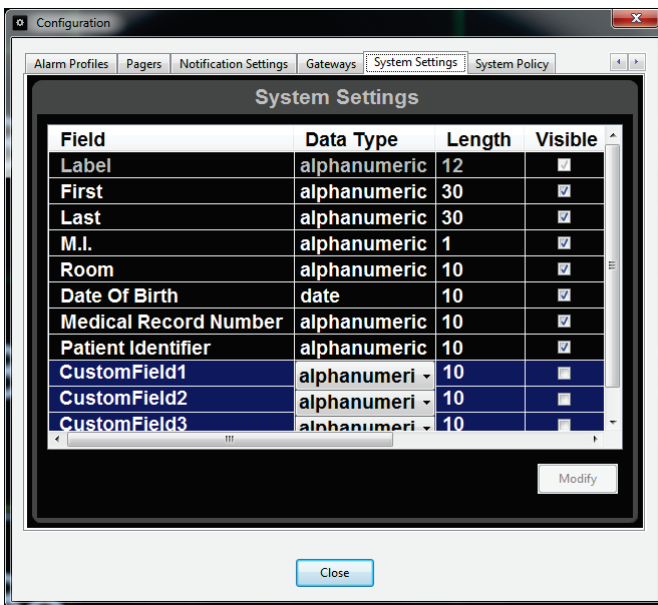 Configuration
Alarm Profiles Pagers Notification Settings Gateways System Settings System Policy
System Settings
Field Data Type Length Visible
Label alphanumeric 12
First alphanumeric 30
Last alphanumeric 30
M.I. alphanumeric 1
Room alphanumeric 10
Date Of Birth date 10
Medical Record Number alphanumeric 10
Patient Identifier alphanumeric 10
CustomField1 alphanumeri 10
CustomField2 alphanumeri 10
CustomField3 alphanumeri 10
Modify
Close